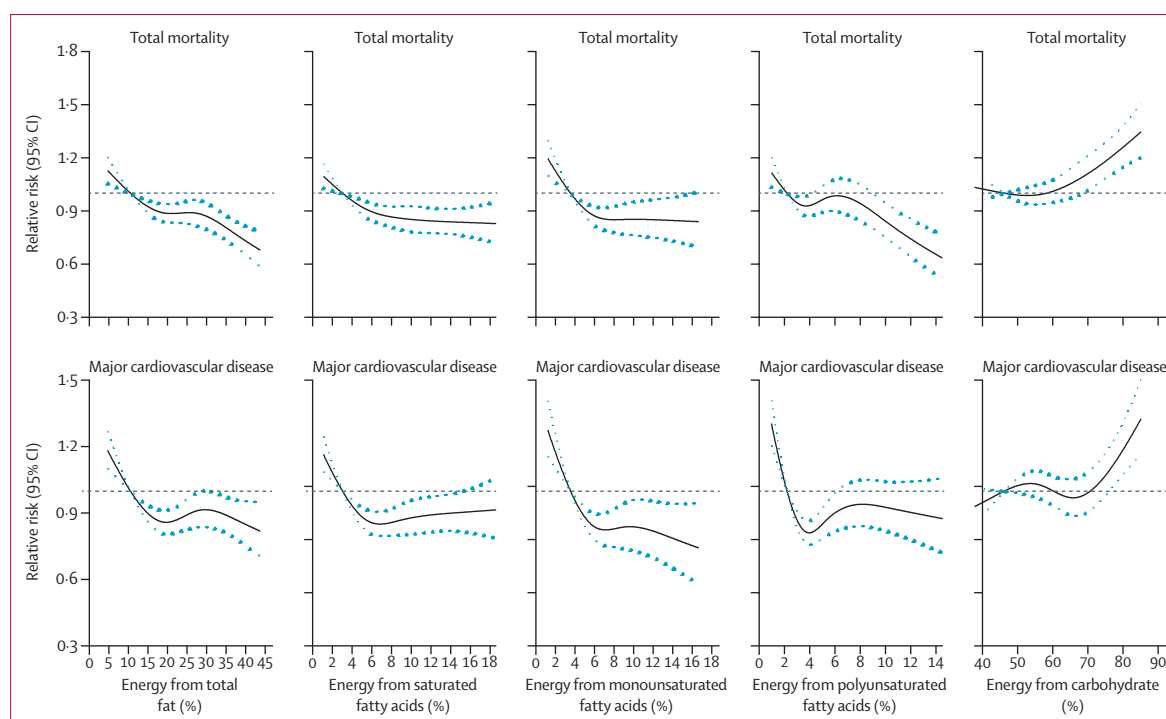 Total mortality
Total mortality
Total mortality
Total mortality
Total mortality
Relative risk (95% CI)
1·8
1·5
1·2
0·9
0·6
0·3
Major cardiovascular disease
Major cardiovascular disease
Major cardiovascular disease
Major cardiovascular disease
Major cardiovascular disease
Relative risk (95% CI)
1·5
1·2
0·9
0·6
0·3
0 5 10 15 20 25 30 35 40 45
0 2 4 6 8 10 12 14 16 18
0 2 4 6 8 10 12 14 16 18
0 2 4 6 8 10 12 14
40 50 60 70 80 90
Energy from total
fat (%)
Energy from saturated
fatty acids (%)
Energy from monounsaturated
fatty acids (%)
Energy from polyunsaturated
fatty acids (%)
Energy from carbohydrate
(%)